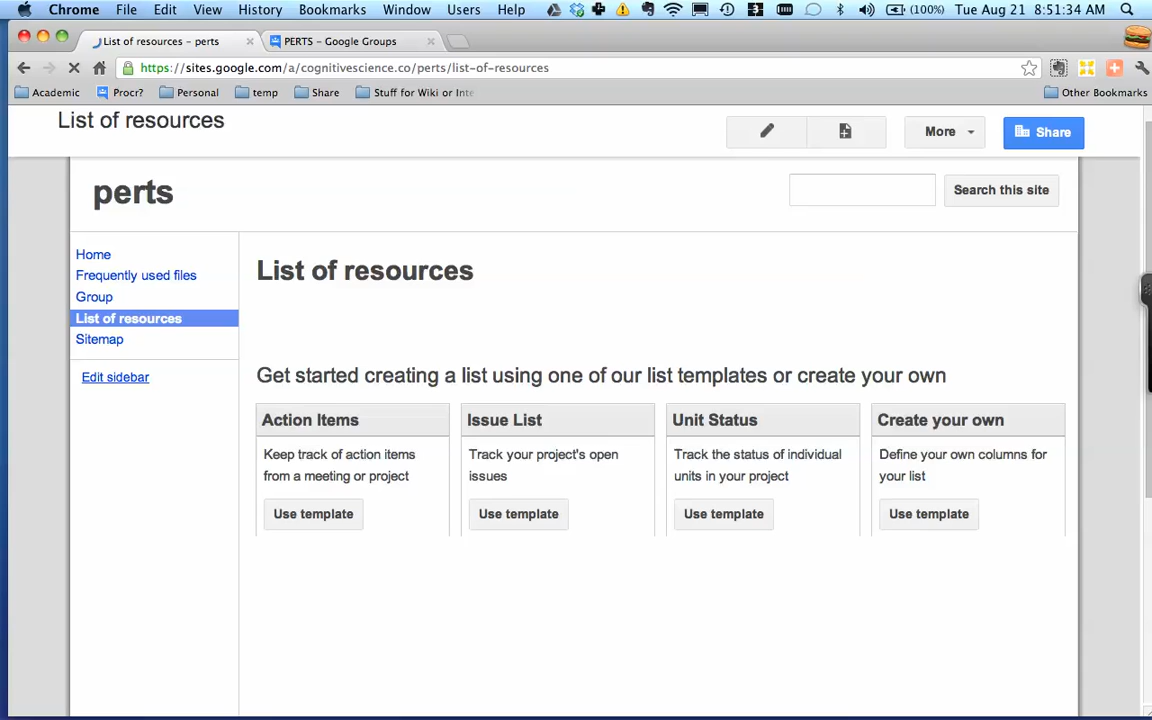 Chrome File Edit View History Bookmarks Window Users Help (100%) Tue Aug 21 8:51:34 AM
List of resources – perts PERTS – Google Groups
https://sites.google.com/a/cognitivescience.co/perts/list-of-resources
Academic Procr? Personal temp Share Stuff for Wiki or Inte Other Bookmarks
List of resources More Share
perts Search this site
Home
Frequently used files
Group
List of resources
Sitemap
Edit sidebar
List of resources
Get started creating a list using one of our list templates or create your own
Action Items
Keep track of action items
from a meeting or project
Use template
Issue List
Track your project's open
issues
Use template
Unit Status
Track the status of individual
units in your project
Use template
Create your own
Define your own columns for
your list
Use template